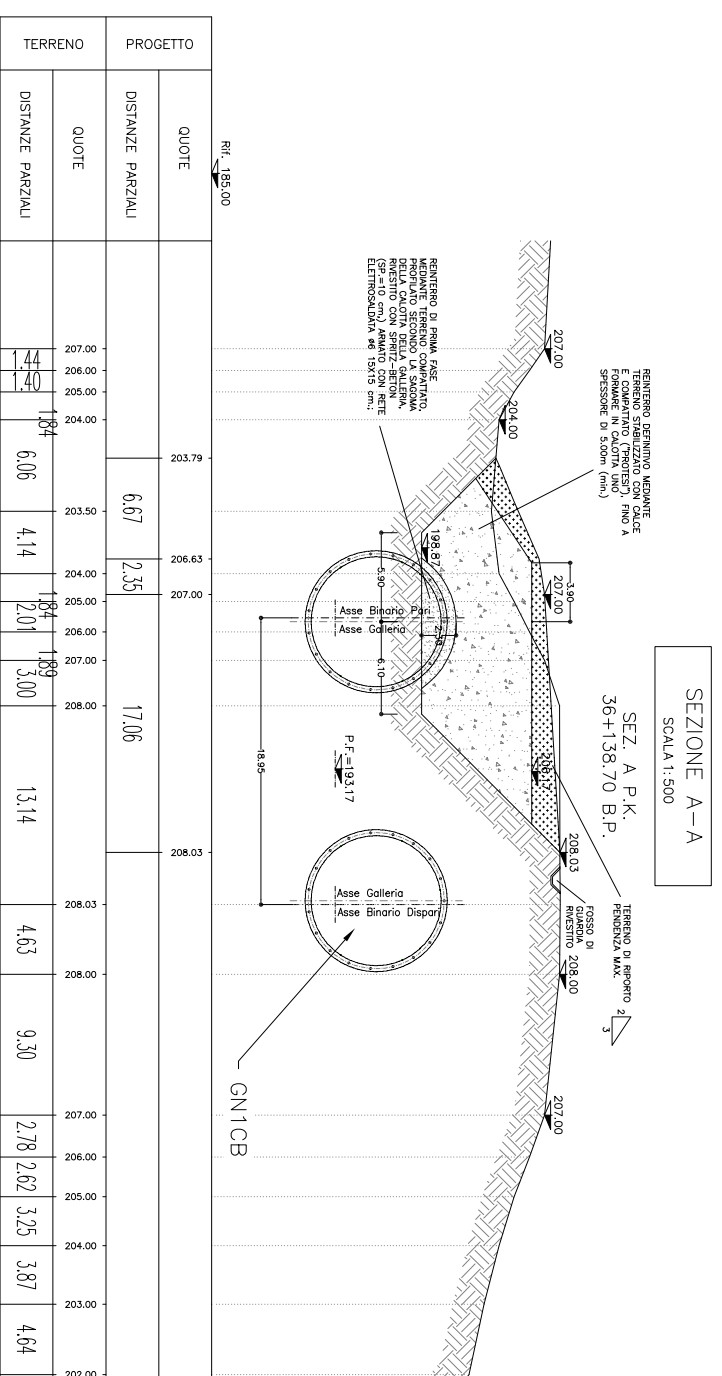 SEZIONE A-A
SCALA 1:500
SEZ. A P.K.
36+138.70 B.P.
TERRENO DI RIPORTO
PENDENZA MAX.
2
3
REINTERRO DEFINITIVO MEDIANTE
TERRENO STABILIZZATO CON CALCE
E COMPATTATO ("PROTESI"), FINO A
FORMARE IN CALOTTA UNO
SPESSORE DI 5.00m (min.)
FOSSO DI
GUARDIA
RIVESTITO
207.00
204.00
3.90
207.00
206.17
208.03
208.00
207.00
198.87
REINTERRO DI PRIMA FASE
MEDIANTE TERRENO COMPATTATO,
PROFILATO SECONDO LA SAGOMA
DELLA CALOTTA DELLA GALLERIA,
RIVESTITO CON SPRITZ-BETON
(SP.=10 cm.) ARMATO CON RETE
ELETTROSALDATA ø6 15X15 cm.;
5.90
6.10
Asse Binario Pari
Asse Galleria
P.F.=193.17
Asse Galleria
Asse Binario Dispari
18.95
GN1CB
Rif. 185.00
PROGETTO
QUOTE
203.79
206.63
207.00
208.03
DISTANZE PARZIALI
6.67
2.35
17.06
TERRENO
QUOTE
207.00
206.00
205.00
204.00
203.50
204.00
205.00
206.00
207.00
208.00
208.03
208.00
207.00
206.00
205.00
204.00
203.00
202.00
DISTANZE PARZIALI
1.44
1.40
1.84
6.06
4.14
1.84
2.01
1.89
3.00
13.14
4.63
9.30
2.78
2.62
3.25
3.87
4.64